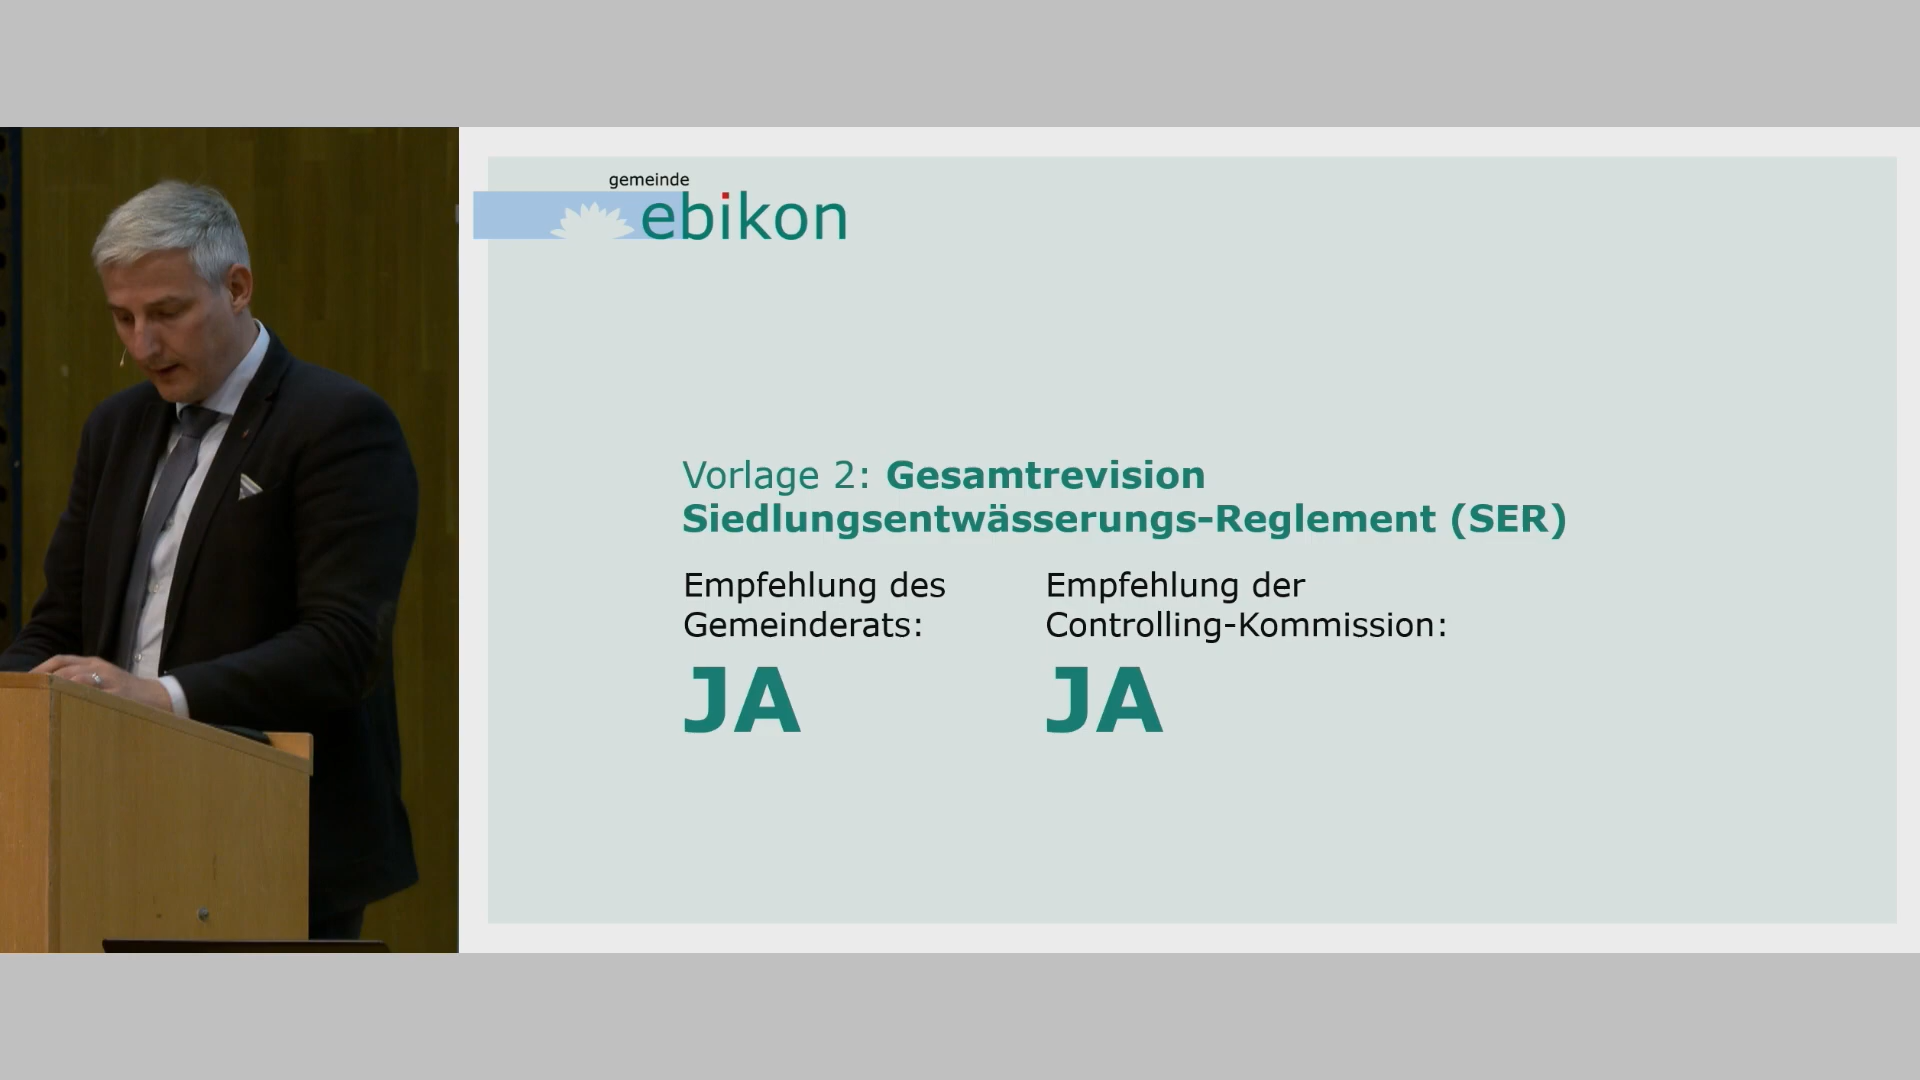 gemeinde
ebikon
Vorlage 2: Gesamtrevision
Siedlungsentwässerungs-Reglement (SER)
Empfehlung des
Gemeinderats:
JA
Empfehlung der
Controlling-Kommission:
JA